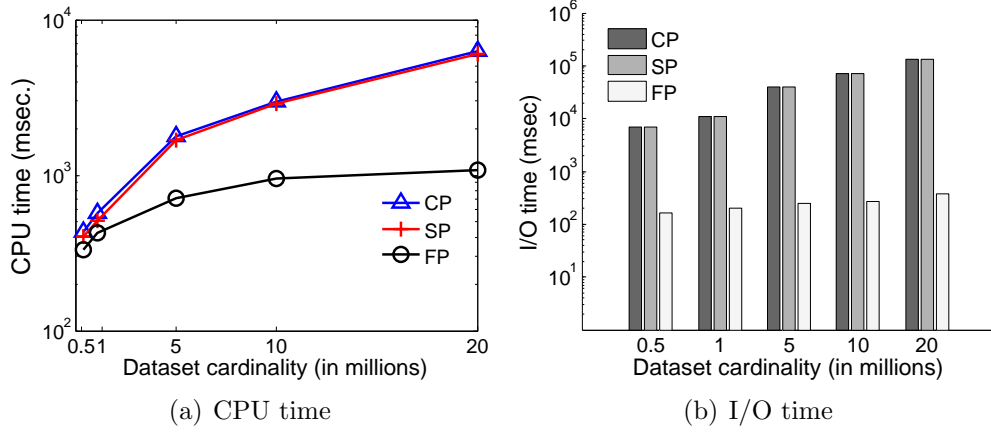 10^4
10^3
10^2
CPU time (msec.)
CP
SP
FP
0.5 1 5 10 20
Dataset cardinality (in millions)
(a) CPU time
10^6
10^5
10^4
10^3
10^2
10^1
I/O time (msec)
CP
SP
FP
0.5 1 5 10 20
Dataset cardinality (in millions)
(b) I/O time